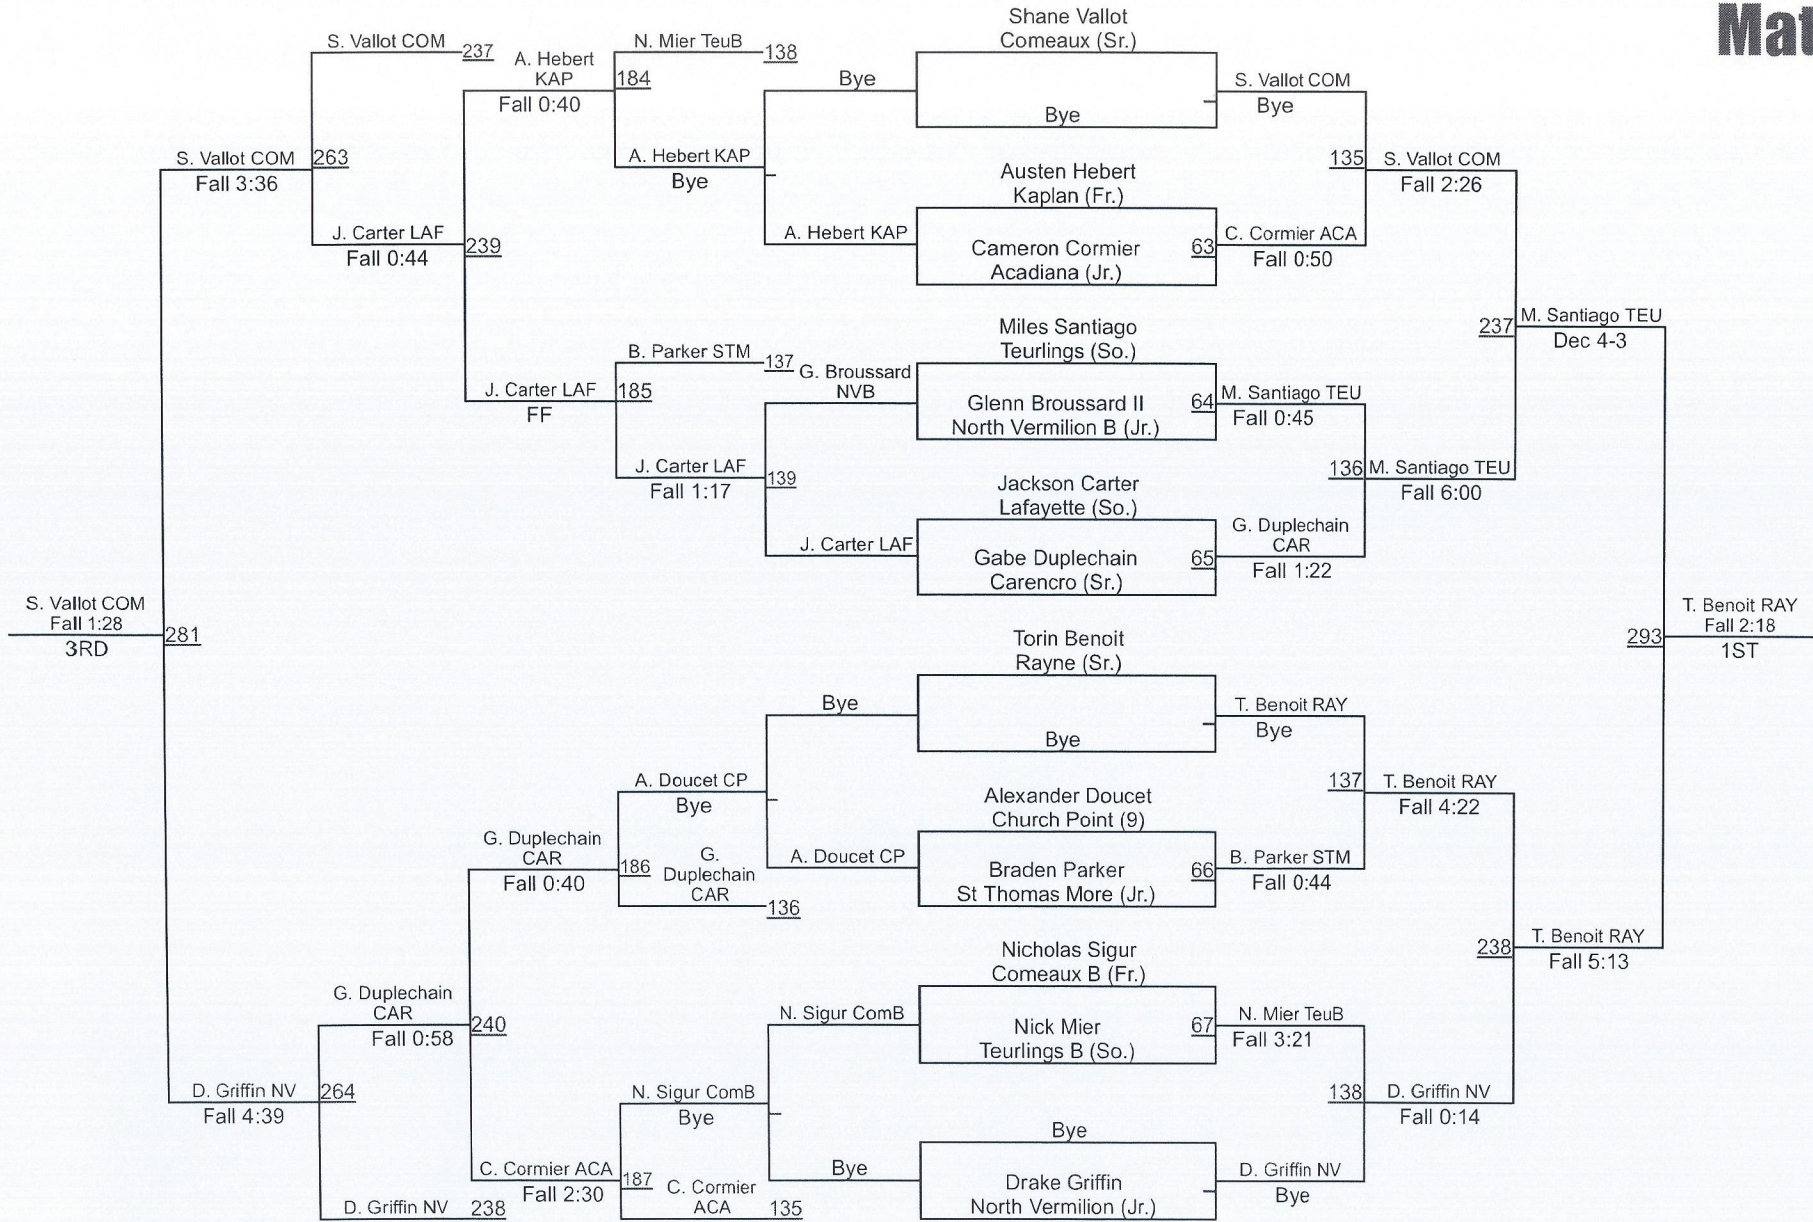 Mat
Shane Vallot
Comeaux (Sr.)
Bye
Austen Hebert
Kaplan (Fr.)
Cameron Cormier
Acadiana (Jr.)
63
Miles Santiago
Teurlings (So.)
Glenn Broussard II
North Vermilion B (Jr.)
64
Jackson Carter
Lafayette (So.)
Gabe Duplechain
Carencro (Sr.)
65
Torin Benoit
Rayne (Sr.)
Bye
Alexander Doucet
Church Point (9)
Braden Parker
St Thomas More (Jr.)
66
Nicholas Sigur
Comeaux B (Fr.)
Nick Mier
Teurlings B (So.)
67
Bye
Drake Griffin
North Vermilion (Jr.)
S. Vallot COM
Bye
135
C. Cormier ACA
Fall 0:50
M. Santiago TEU
Fall 0:45
136
G. Duplechain
CAR
Fall 1:22
T. Benoit RAY
Bye
137
B. Parker STM
Fall 0:44
N. Mier TeuB
Fall 3:21
138
D. Griffin NV
Bye
S. Vallot COM
Fall 2:26
237
M. Santiago TEU
Fall 6:00
T. Benoit RAY
Fall 4:22
238
D. Griffin NV
Fall 0:14
M. Santiago TEU
Dec 4-3
293
T. Benoit RAY
Fall 5:13
T. Benoit RAY
Fall 2:18
1ST
Bye
A. Hebert KAP
G. Broussard
NVB
139
J. Carter LAF
Bye
A. Doucet CP
N. Sigur ComB
Bye
N. Mier TeuB
138
184
A. Hebert KAP
Bye
B. Parker STM
137
185
J. Carter LAF
Fall 1:17
A. Doucet CP
Bye
186
G.
Duplechain
CAR
136
N. Sigur ComB
Bye
187
C. Cormier
ACA
135
A. Hebert
KAP
Fall 0:40
239
J. Carter LAF
FF
G. Duplechain
CAR
Fall 0:40
240
C. Cormier ACA
Fall 2:30
S. Vallot COM
237
263
J. Carter LAF
Fall 0:44
G. Duplechain
CAR
Fall 0:58
264
D. Griffin NV
238
S. Vallot COM
Fall 3:36
281
D. Griffin NV
Fall 4:39
S. Vallot COM
Fall 1:28
3RD